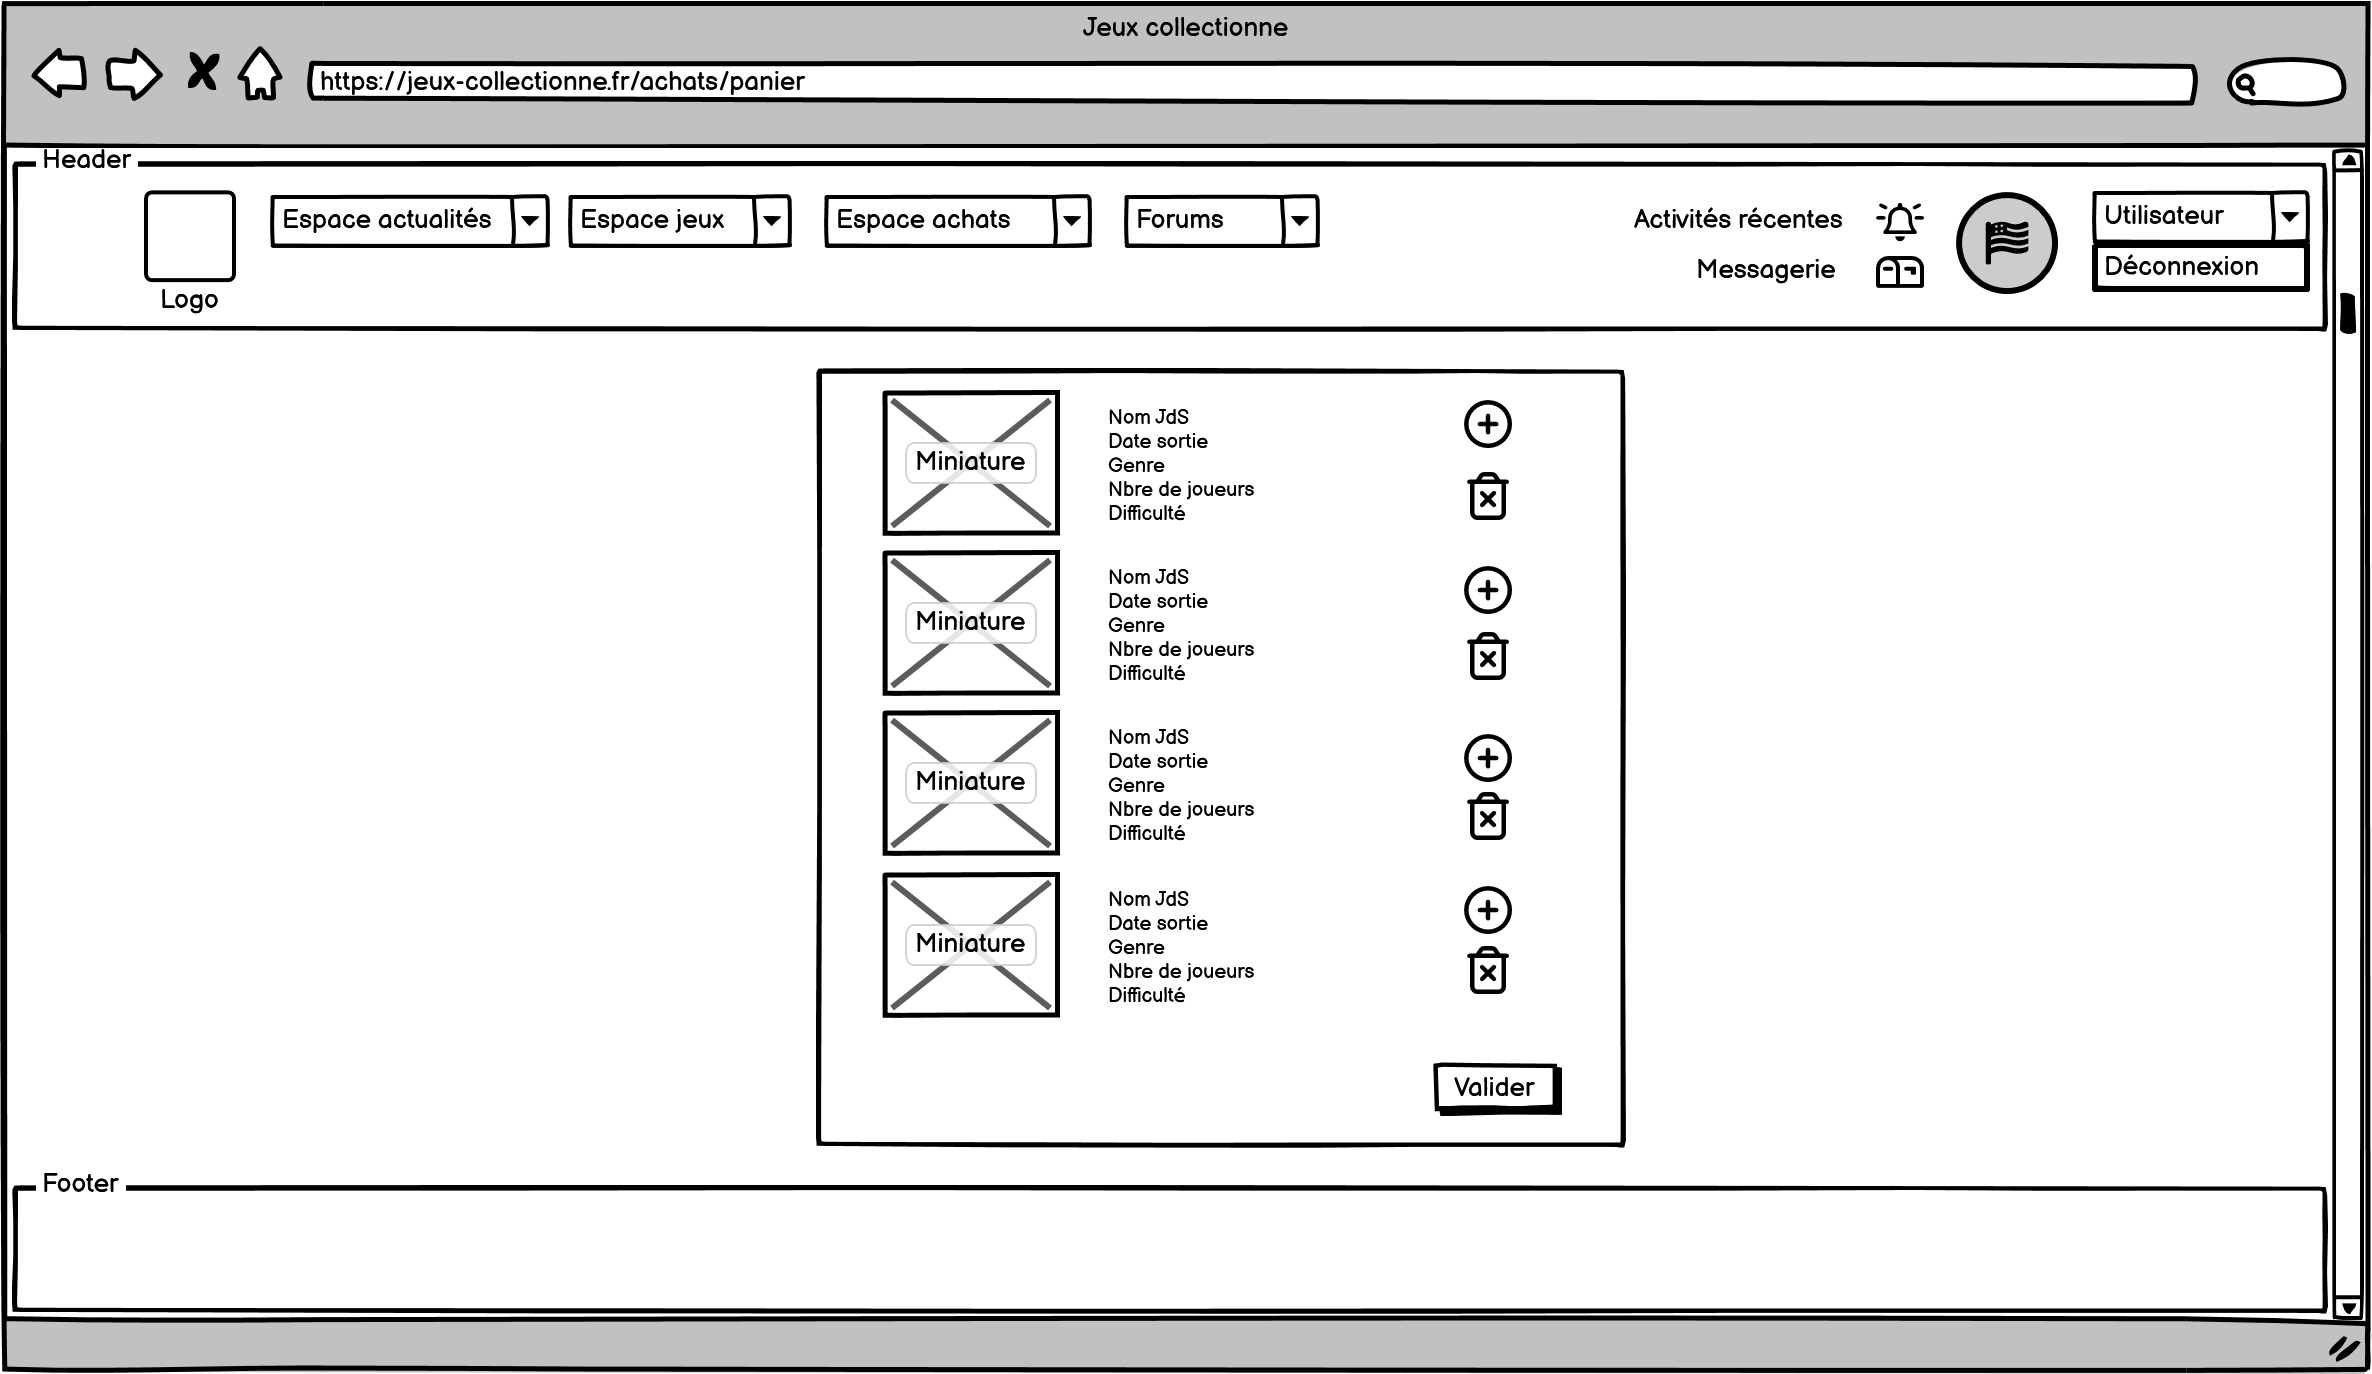 Jeux collectionne
https://jeux-collectionne.fr/achats/panier
Header
Logo
Espace actualités
Espace jeux
Espace achats
Forums
Activités récentes
Messagerie
Utilisateur
Déconnexion
Miniature
Nom JdS
Date sortie
Genre
Nbre de joueurs
Difficulté
Miniature
Nom JdS
Date sortie
Genre
Nbre de joueurs
Difficulté
Miniature
Nom JdS
Date sortie
Genre
Nbre de joueurs
Difficulté
Miniature
Nom JdS
Date sortie
Genre
Nbre de joueurs
Difficulté
Valider
Footer